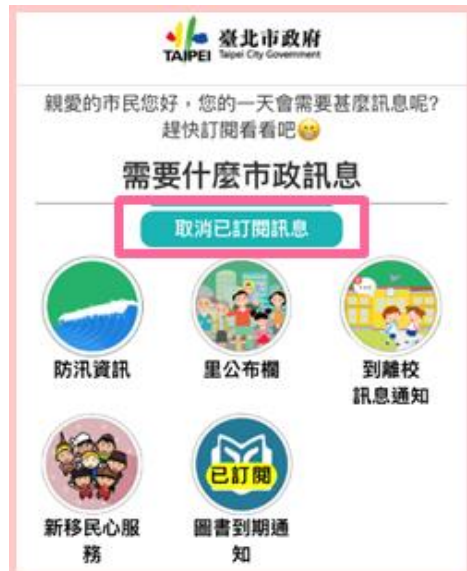 臺北市政府
TAIPEI Taipei City Government
親愛的市民您好，您的一天會需要甚麼訊息呢?
趕快訂閱看看吧😁
需要什麼市政訊息
取消已訂閱訊息
防汛資訊
里公布欄
到離校
訊息通知
新移民心服
務
已訂閱
圖書到期通
知